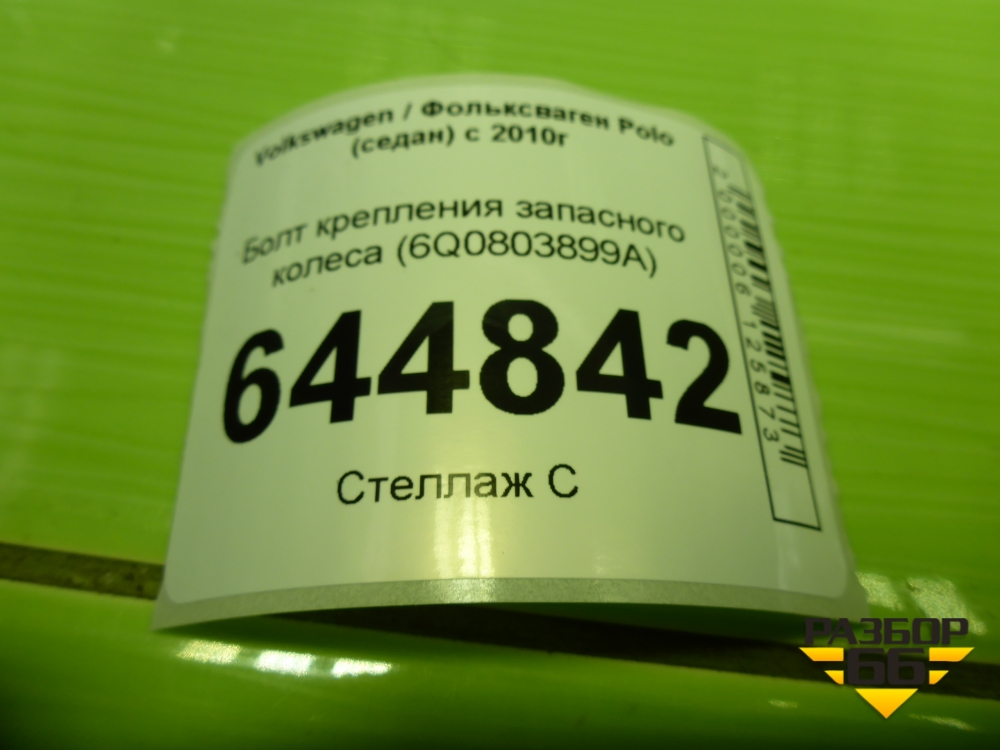 Volkswagen / Фольксваген Polo
(седан) с 2010г
Болт крепления запасного
колеса (6Q0803899A)
644842
Стеллаж С
2000006125873
РАЗБОР
66